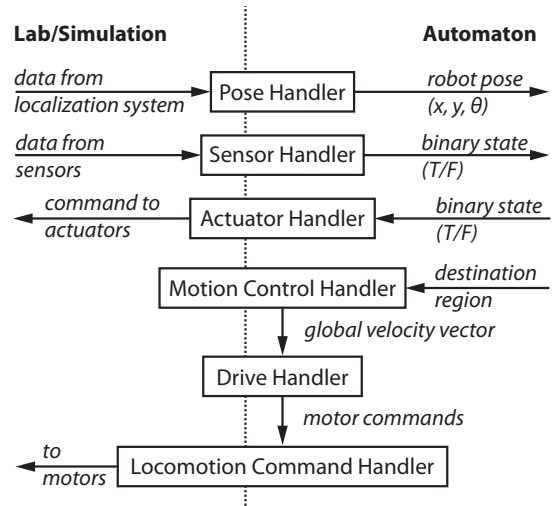 Lab/Simulation
Automaton
data from
localization system
Pose Handler
robot pose
(x, y, θ)
data from
sensors
Sensor Handler
binary state
(T/F)
command to
actuators
Actuator Handler
binary state
(T/F)
Motion Control Handler
destination
region
global velocity vector
Drive Handler
motor commands
to
motors
Locomotion Command Handler